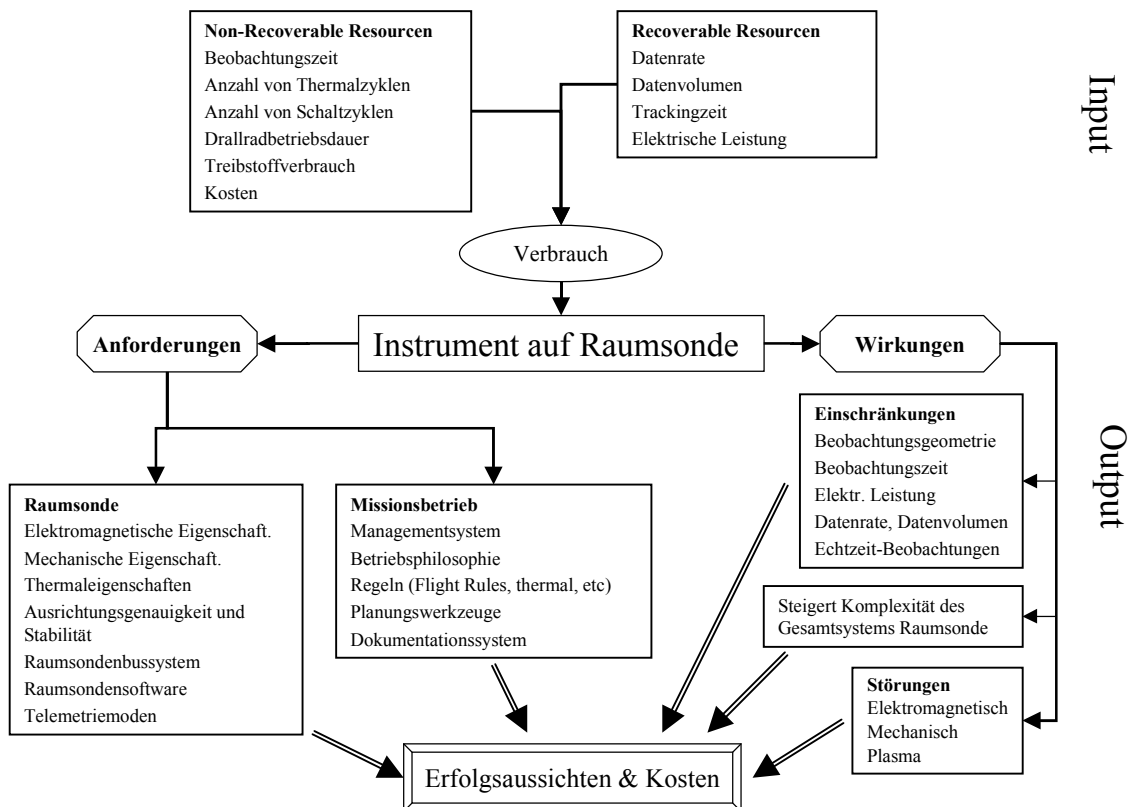 Non-Recoverable Resourcen
Beobachtungszeit
Anzahl von Thermalzyklen
Anzahl von Schaltzyklen
Drallradbetriebsdauer
Treibstoffverbrauch
Kosten
Recoverable Resourcen
Datenrate
Datenvolumen
Trackingzeit
Elektrische Leistung
Input
Verbrauch
Anforderungen
Instrument auf Raumsonde
Wirkungen
Output
Raumsonde
Elektromagnetische Eigenschaft.
Mechanische Eigenschaft.
Thermaleigenschaften
Ausrichtungsgenauigkeit und
Stabilität
Raumsondenbussystem
Raumsondensoftware
Telemetriemoden
Missionsbetrieb
Managementsystem
Betriebsphilosophie
Regeln (Flight Rules, thermal, etc)
Planungswerkzeuge
Dokumentationssystem
Einschränkungen
Beobachtungsgeometrie
Beobachtungszeit
Elektr. Leistung
Datenrate, Datenvolumen
Echtzeit-Beobachtungen
Steigert Komplexität des
Gesamtsystems Raumsonde
Störungen
Elektromagnetisch
Mechanisch
Plasma
Erfolgsaussichten & Kosten